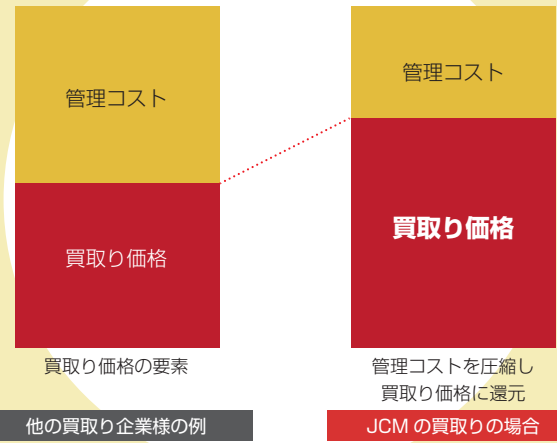 管理コスト
買取り価格
買取り価格の要素
他の買取り企業様の例
管理コスト
買取り価格
管理コストを圧縮し
買取り価格に還元
JCMの買取りの場合